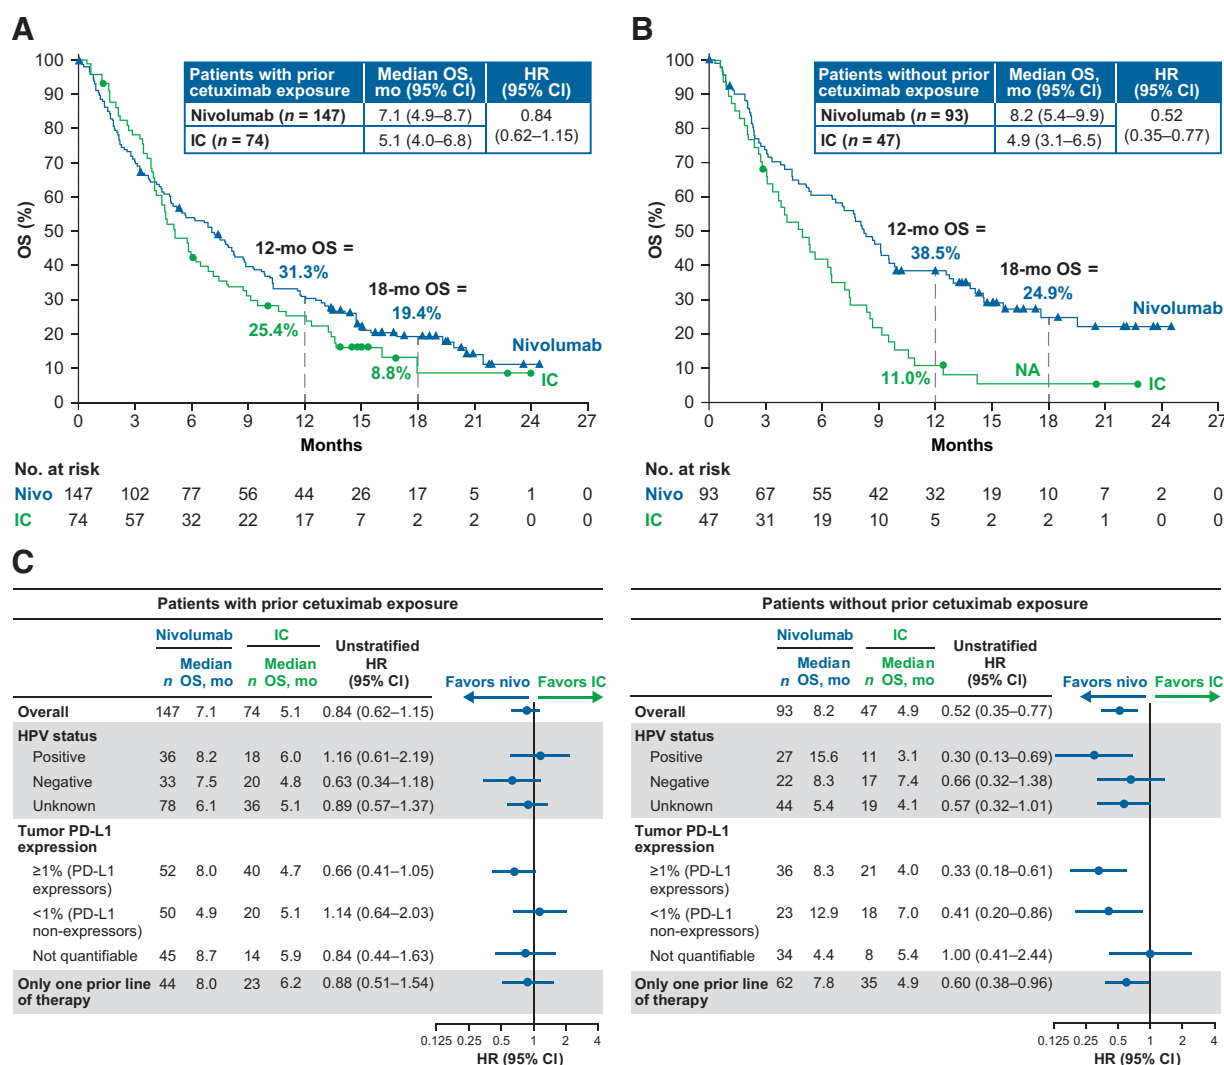 A
Patients with prior cetuximab exposure | Median OS, mo (95% CI) | HR (95% CI)
Nivolumab (n = 147) | 7.1 (4.9–8.7) | 0.84 (0.62–1.15)
IC (n = 74) | 5.1 (4.0–6.8)
OS (%)
100
90
80
70
60
50
40
30
20
10
0
12-mo OS =
31.3%
25.4%
18-mo OS =
19.4%
8.8%
Nivolumab
IC
0 3 6 9 12 15 18 21 24 27
Months
No. at risk
Nivo 147 102 77 56 44 26 17 5 1 0
IC 74 57 32 22 17 7 2 2 0 0
B
Patients without prior cetuximab exposure | Median OS, mo (95% CI) | HR (95% CI)
Nivolumab (n = 93) | 8.2 (5.4–9.9) | 0.52 (0.35–0.77)
IC (n = 47) | 4.9 (3.1–6.5)
OS (%)
100
90
80
70
60
50
40
30
20
10
0
12-mo OS =
38.5%
11.0%
18-mo OS =
24.9%
NA
Nivolumab
IC
0 3 6 9 12 15 18 21 24 27
Months
No. at risk
Nivo 93 67 55 42 32 19 10 7 2 0
IC 47 31 19 10 5 2 2 1 0 0
C
Patients with prior cetuximab exposure
Nivolumab IC Unstratified HR (95% CI)
n Median OS, mo n Median OS, mo
Favors nivo Favors IC
Overall 147 7.1 74 5.1 0.84 (0.62–1.15)
HPV status
Positive 36 8.2 18 6.0 1.16 (0.61–2.19)
Negative 33 7.5 20 4.8 0.63 (0.34–1.18)
Unknown 78 6.1 36 5.1 0.89 (0.57–1.37)
Tumor PD-L1
expression
≥1% (PD-L1 52 8.0 40 4.7 0.66 (0.41–1.05)
expressors)
<1% (PD-L1 50 4.9 20 5.1 1.14 (0.64–2.03)
non-expressors)
Not quantifiable 45 8.7 14 5.9 0.84 (0.44–1.63)
Only one prior line 44 8.0 23 6.2 0.88 (0.51–1.54)
of therapy
0.125 0.25 0.5 1 2 4
HR (95% CI)
Patients without prior cetuximab exposure
Nivolumab IC Unstratified HR (95% CI)
n Median OS, mo n Median OS, mo
Favors nivo Favors IC
Overall 93 8.2 47 4.9 0.52 (0.35–0.77)
HPV status
Positive 27 15.6 11 3.1 0.30 (0.13–0.69)
Negative 22 8.3 17 7.4 0.66 (0.32–1.38)
Unknown 44 5.4 19 4.1 0.57 (0.32–1.01)
Tumor PD-L1
expression
≥1% (PD-L1 36 8.3 21 4.0 0.33 (0.18–0.61)
expressors)
<1% (PD-L1 23 12.9 18 7.0 0.41 (0.20–0.86)
non-expressors)
Not quantifiable 34 4.4 8 5.4 1.00 (0.41–2.44)
Only one prior line 62 7.8 35 4.9 0.60 (0.38–0.96)
of therapy
0.125 0.25 0.5 1 2 4
HR (95% CI)